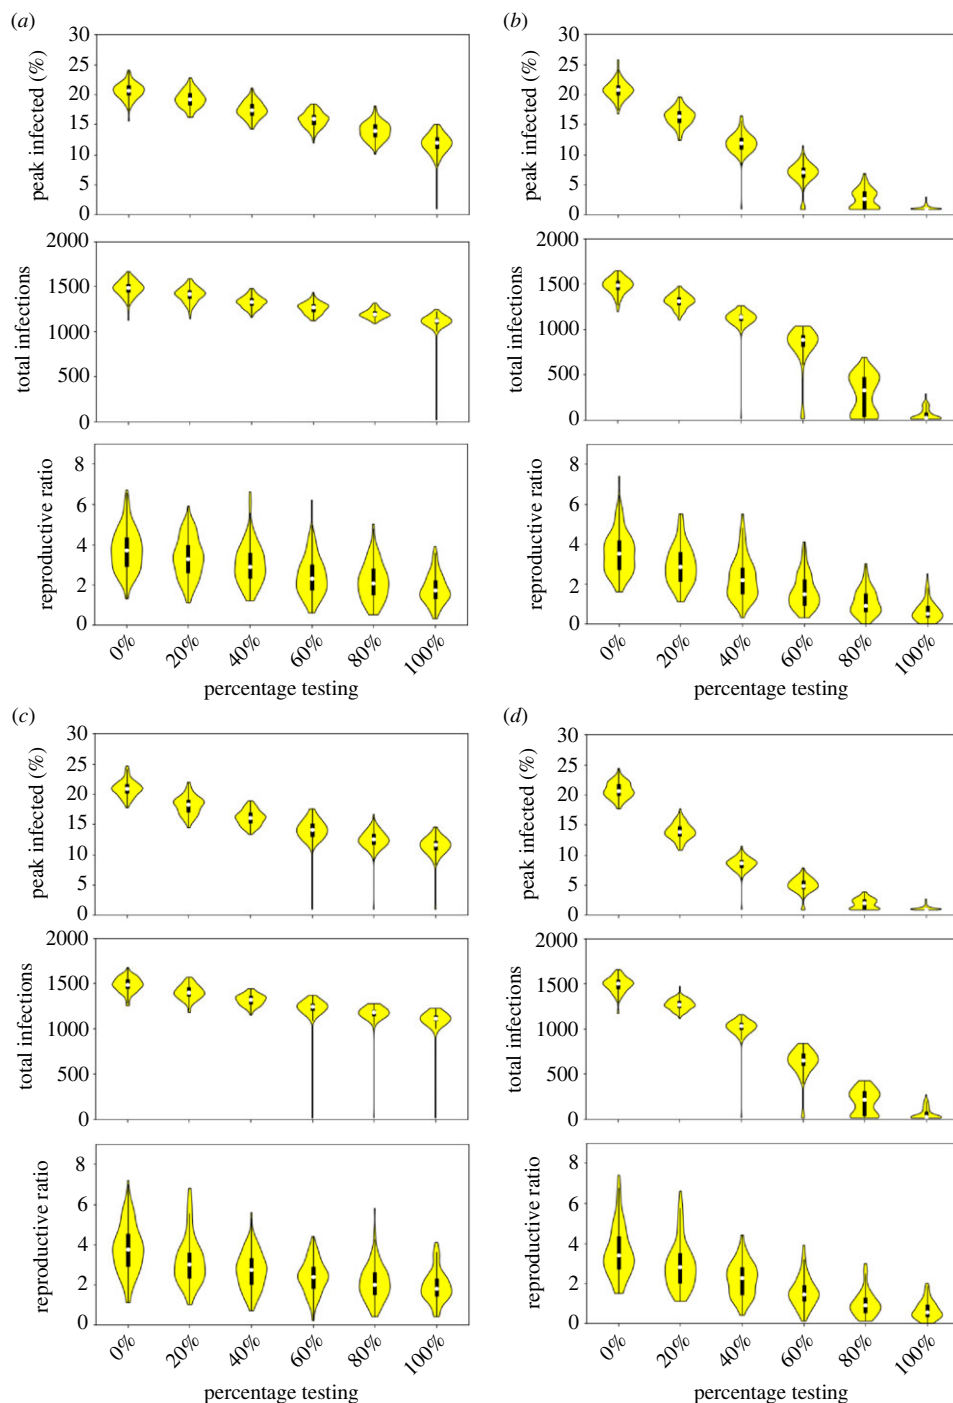 (a)
peak infected (%)
30
25
20
15
10
5
0
total infections
2000
1500
1000
500
0
reproductive ratio
8
6
4
2
0
0% 20% 40% 60% 80% 100%
percentage testing
(b)
peak infected (%)
30
25
20
15
10
5
0
total infections
2000
1500
1000
500
0
reproductive ratio
8
6
4
2
0
0% 20% 40% 60% 80% 100%
percentage testing
(c)
peak infected (%)
30
25
20
15
10
5
0
total infections
2000
1500
1000
500
0
reproductive ratio
8
6
4
2
0
0% 20% 40% 60% 80% 100%
percentage testing
(d)
peak infected (%)
30
25
20
15
10
5
0
total infections
2000
1500
1000
500
0
reproductive ratio
8
6
4
2
0
0% 20% 40% 60% 80% 100%
percentage testing